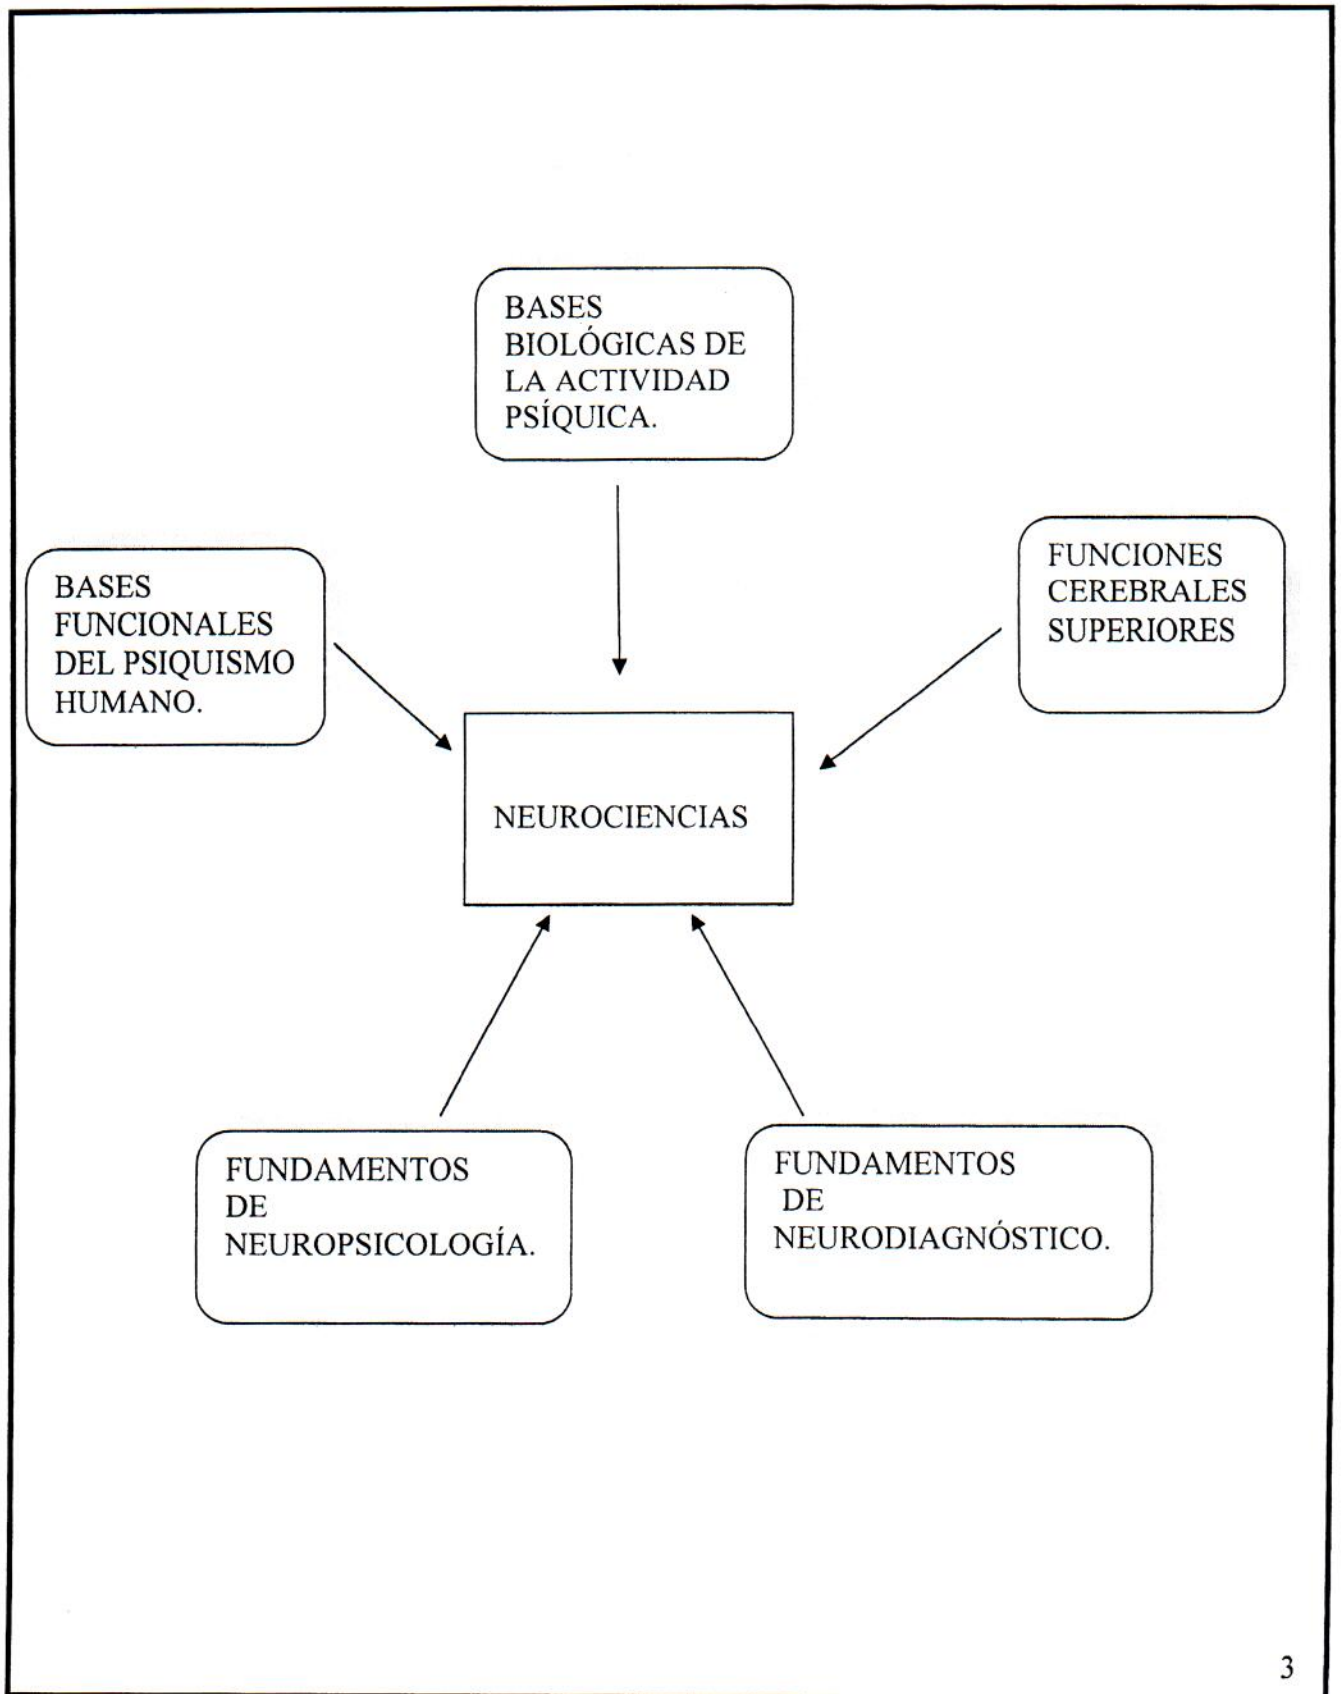 BASES
BIOLÓGICAS DE
LA ACTIVIDAD
PSÍQUICA.
BASES
FUNCIONALES
DEL PSIQUISMO
HUMANO.
FUNCIONES
CEREBRALES
SUPERIORES
NEUROCIENCIAS
FUNDAMENTOS
DE
NEUROPSICOLOGÍA.
FUNDAMENTOS
DE
NEURODIAGNÓSTICO.
3